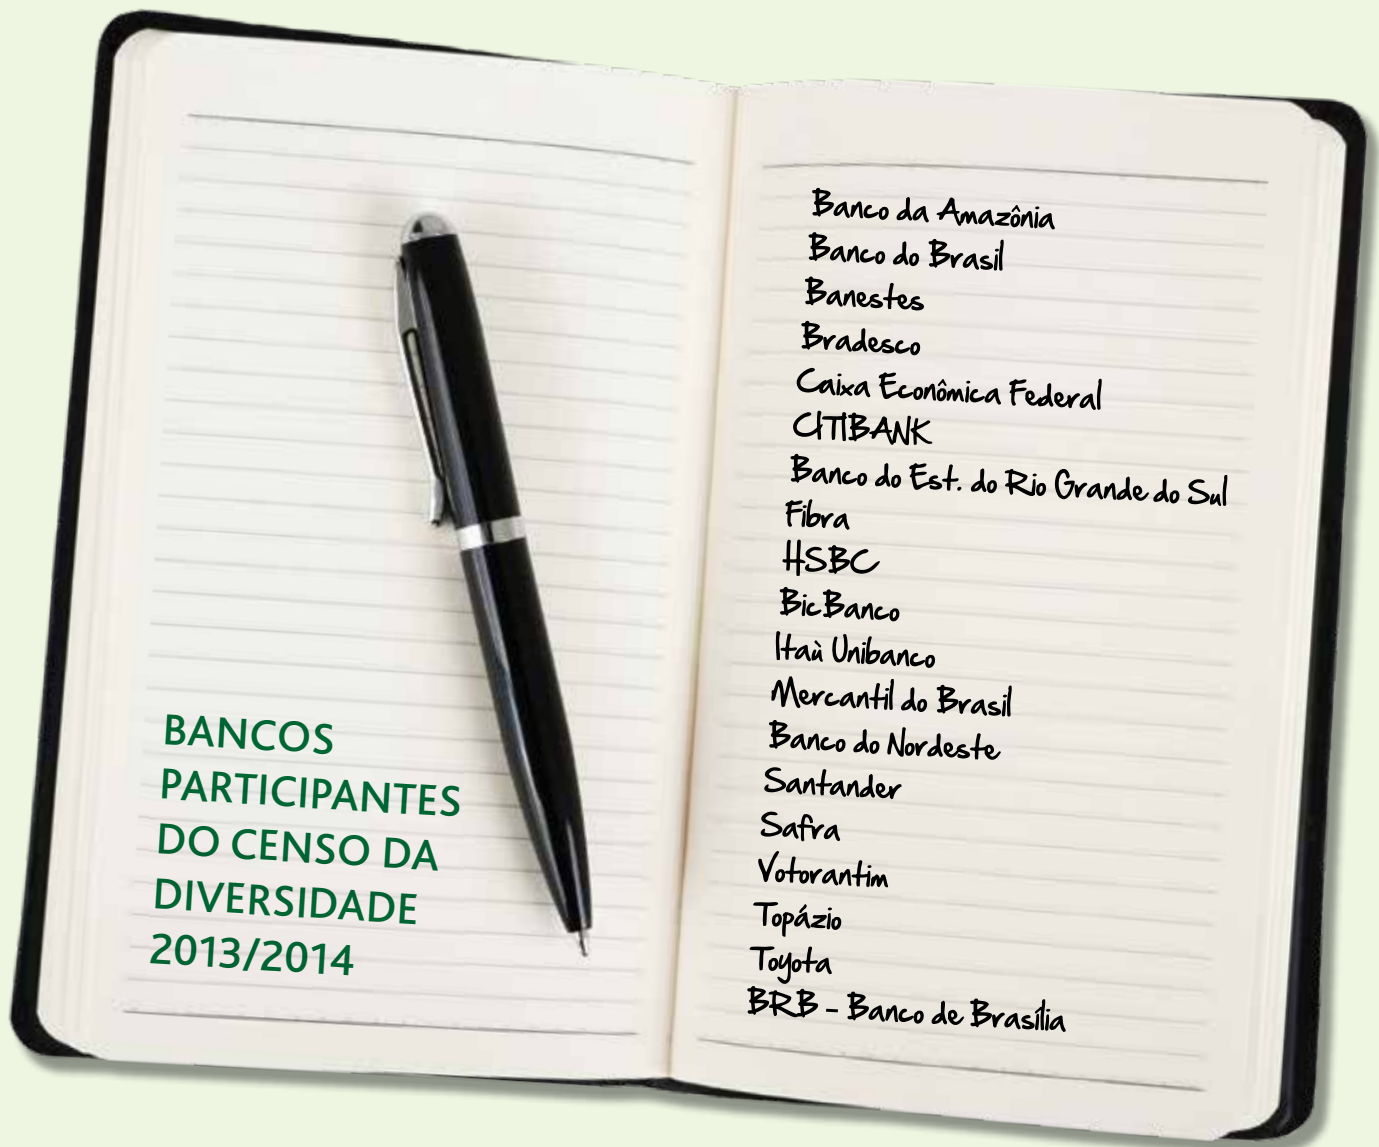 BANCOS
PARTICIPANTES
DO CENSO DA
DIVERSIDADE
2013/2014
Banco da Amazônia
Banco do Brasil
Banestes
Bradesco
Caixa Econômica Federal
CITIBANK
Banco do Est. do Rio Grande do Sul
Fibra
HSBC
BicBanco
Itaù Unibanco
Mercantil do Brasil
Banco do Nordeste
Santander
Safra
Votorantim
Topázio
Toyota
BRB - Banco de Brasília